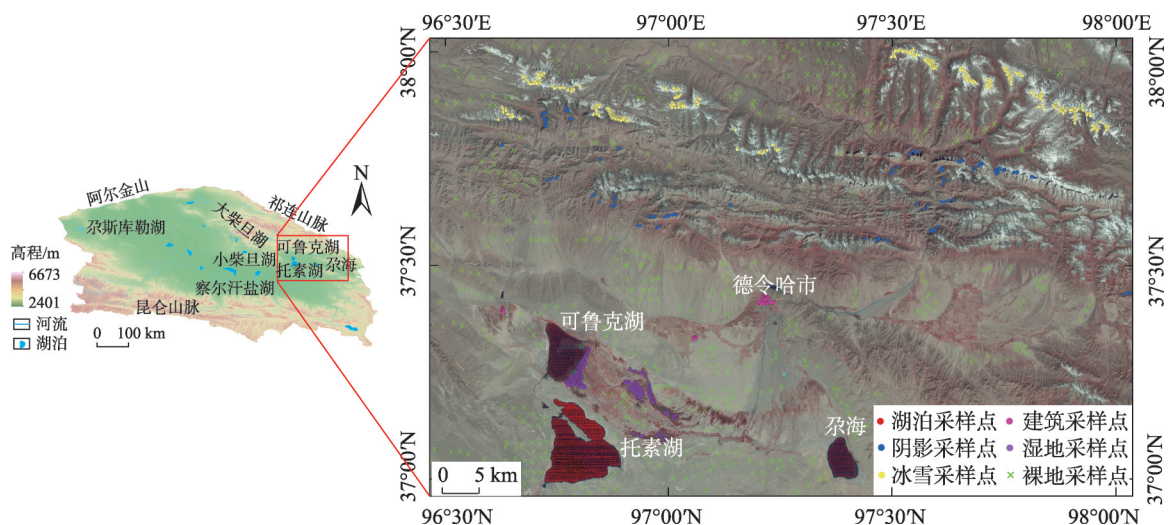 96°30′E
97°00′E
97°30′E
98°00′E
38°00′N
37°30′N
37°00′N
38°00′N
37°30′N
37°00′N
N
阿尔金山
祁连山脉
尕斯库勒湖
大柴旦湖
可鲁克湖
小柴旦湖
托素湖
尕海
察尔汗盐湖
昆仑山脉
高程/m
6673
2401
河流
湖泊
0 100 km
德令哈市
可鲁克湖
托素湖
尕海
湖泊采样点
建筑采样点
阴影采样点
湿地采样点
冰雪采样点
裸地采样点
0 5 km
96°30′N
97°00′N
97°30′N
98°00′N